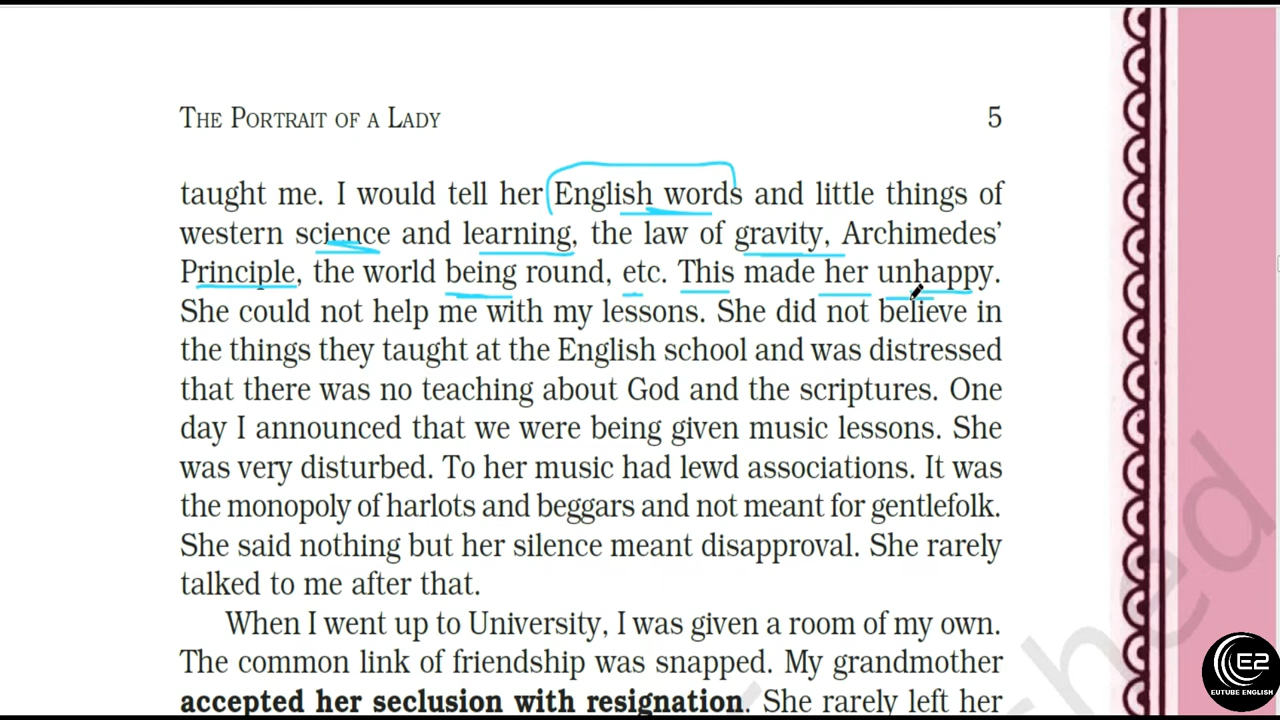 THE PORTRAIT OF A LADY 5
taught me. I would tell her English words and little things of
western science and learning, the law of gravity, Archimedes’
Principle, the world being round, etc. This made her unhappy.
She could not help me with my lessons. She did not believe in
the things they taught at the English school and was distressed
that there was no teaching about God and the scriptures. One
day I announced that we were being given music lessons. She
was very disturbed. To her music had lewd associations. It was
the monopoly of harlots and beggars and not meant for gentlefolk.
She said nothing but her silence meant disapproval. She rarely
talked to me after that.
When I went up to University, I was given a room of my own.
The common link of friendship was snapped. My grandmother
accepted her seclusion with resignation. She rarely left her
E2
EUTUBE ENGLISH